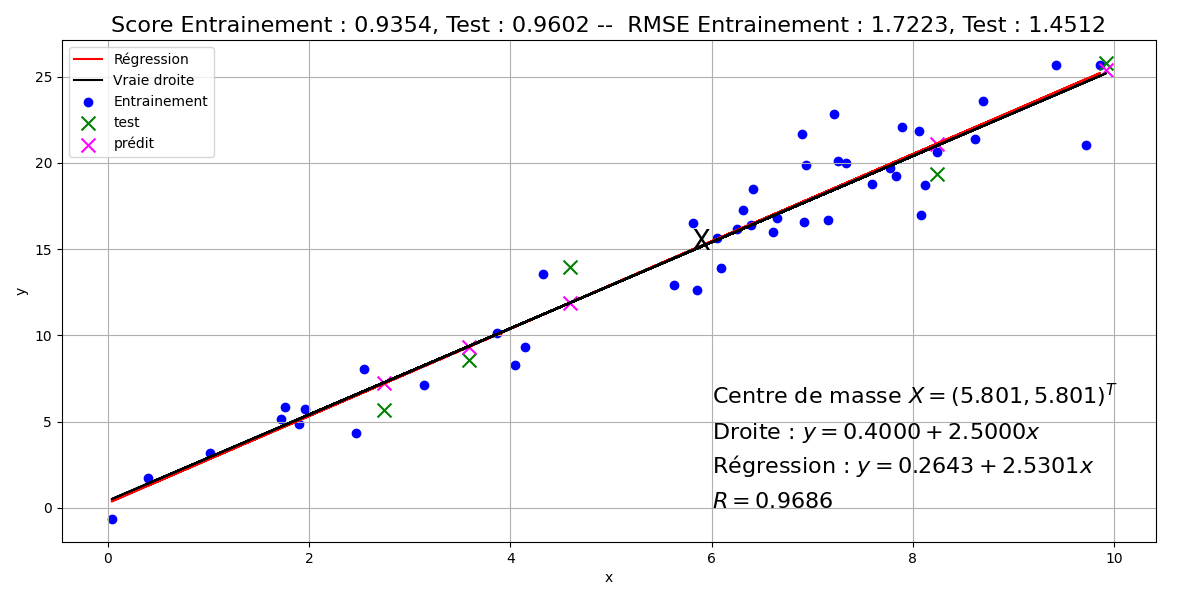 Score Entrainement : 0.9354, Test : 0.9602 --  RMSE Entrainement : 1.7223, Test : 1.4512
Régression
Vraie droite
Entrainement
test
prédit
25
20
15
10
5
0
y
X
Centre de masse X = (5.801, 5.801)^T
Droite : y = 0.4000 + 2.5000x
Régression : y = 0.2643 + 2.5301x
R = 0.9686
0 2 4 6 8 10
x